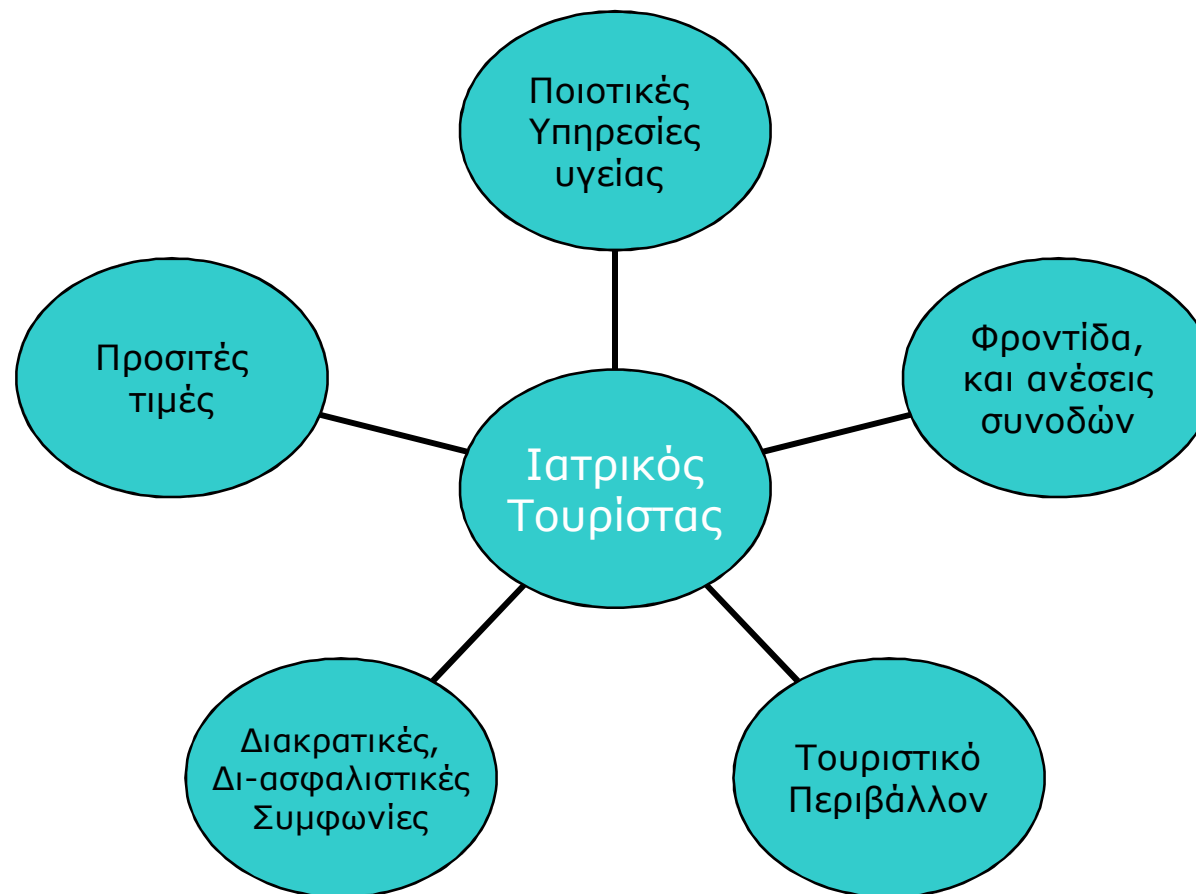 Ποιοτικές
Υπηρεσίες
υγείας
Προσιτές
τιμές
Φροντίδα,
και ανέσεις
συνοδών
Ιατρικός
Τουρίστας
Διακρατικές,
Δι-ασφαλιστικές
Συμφωνίες
Τουριστικό
Περιβάλλον